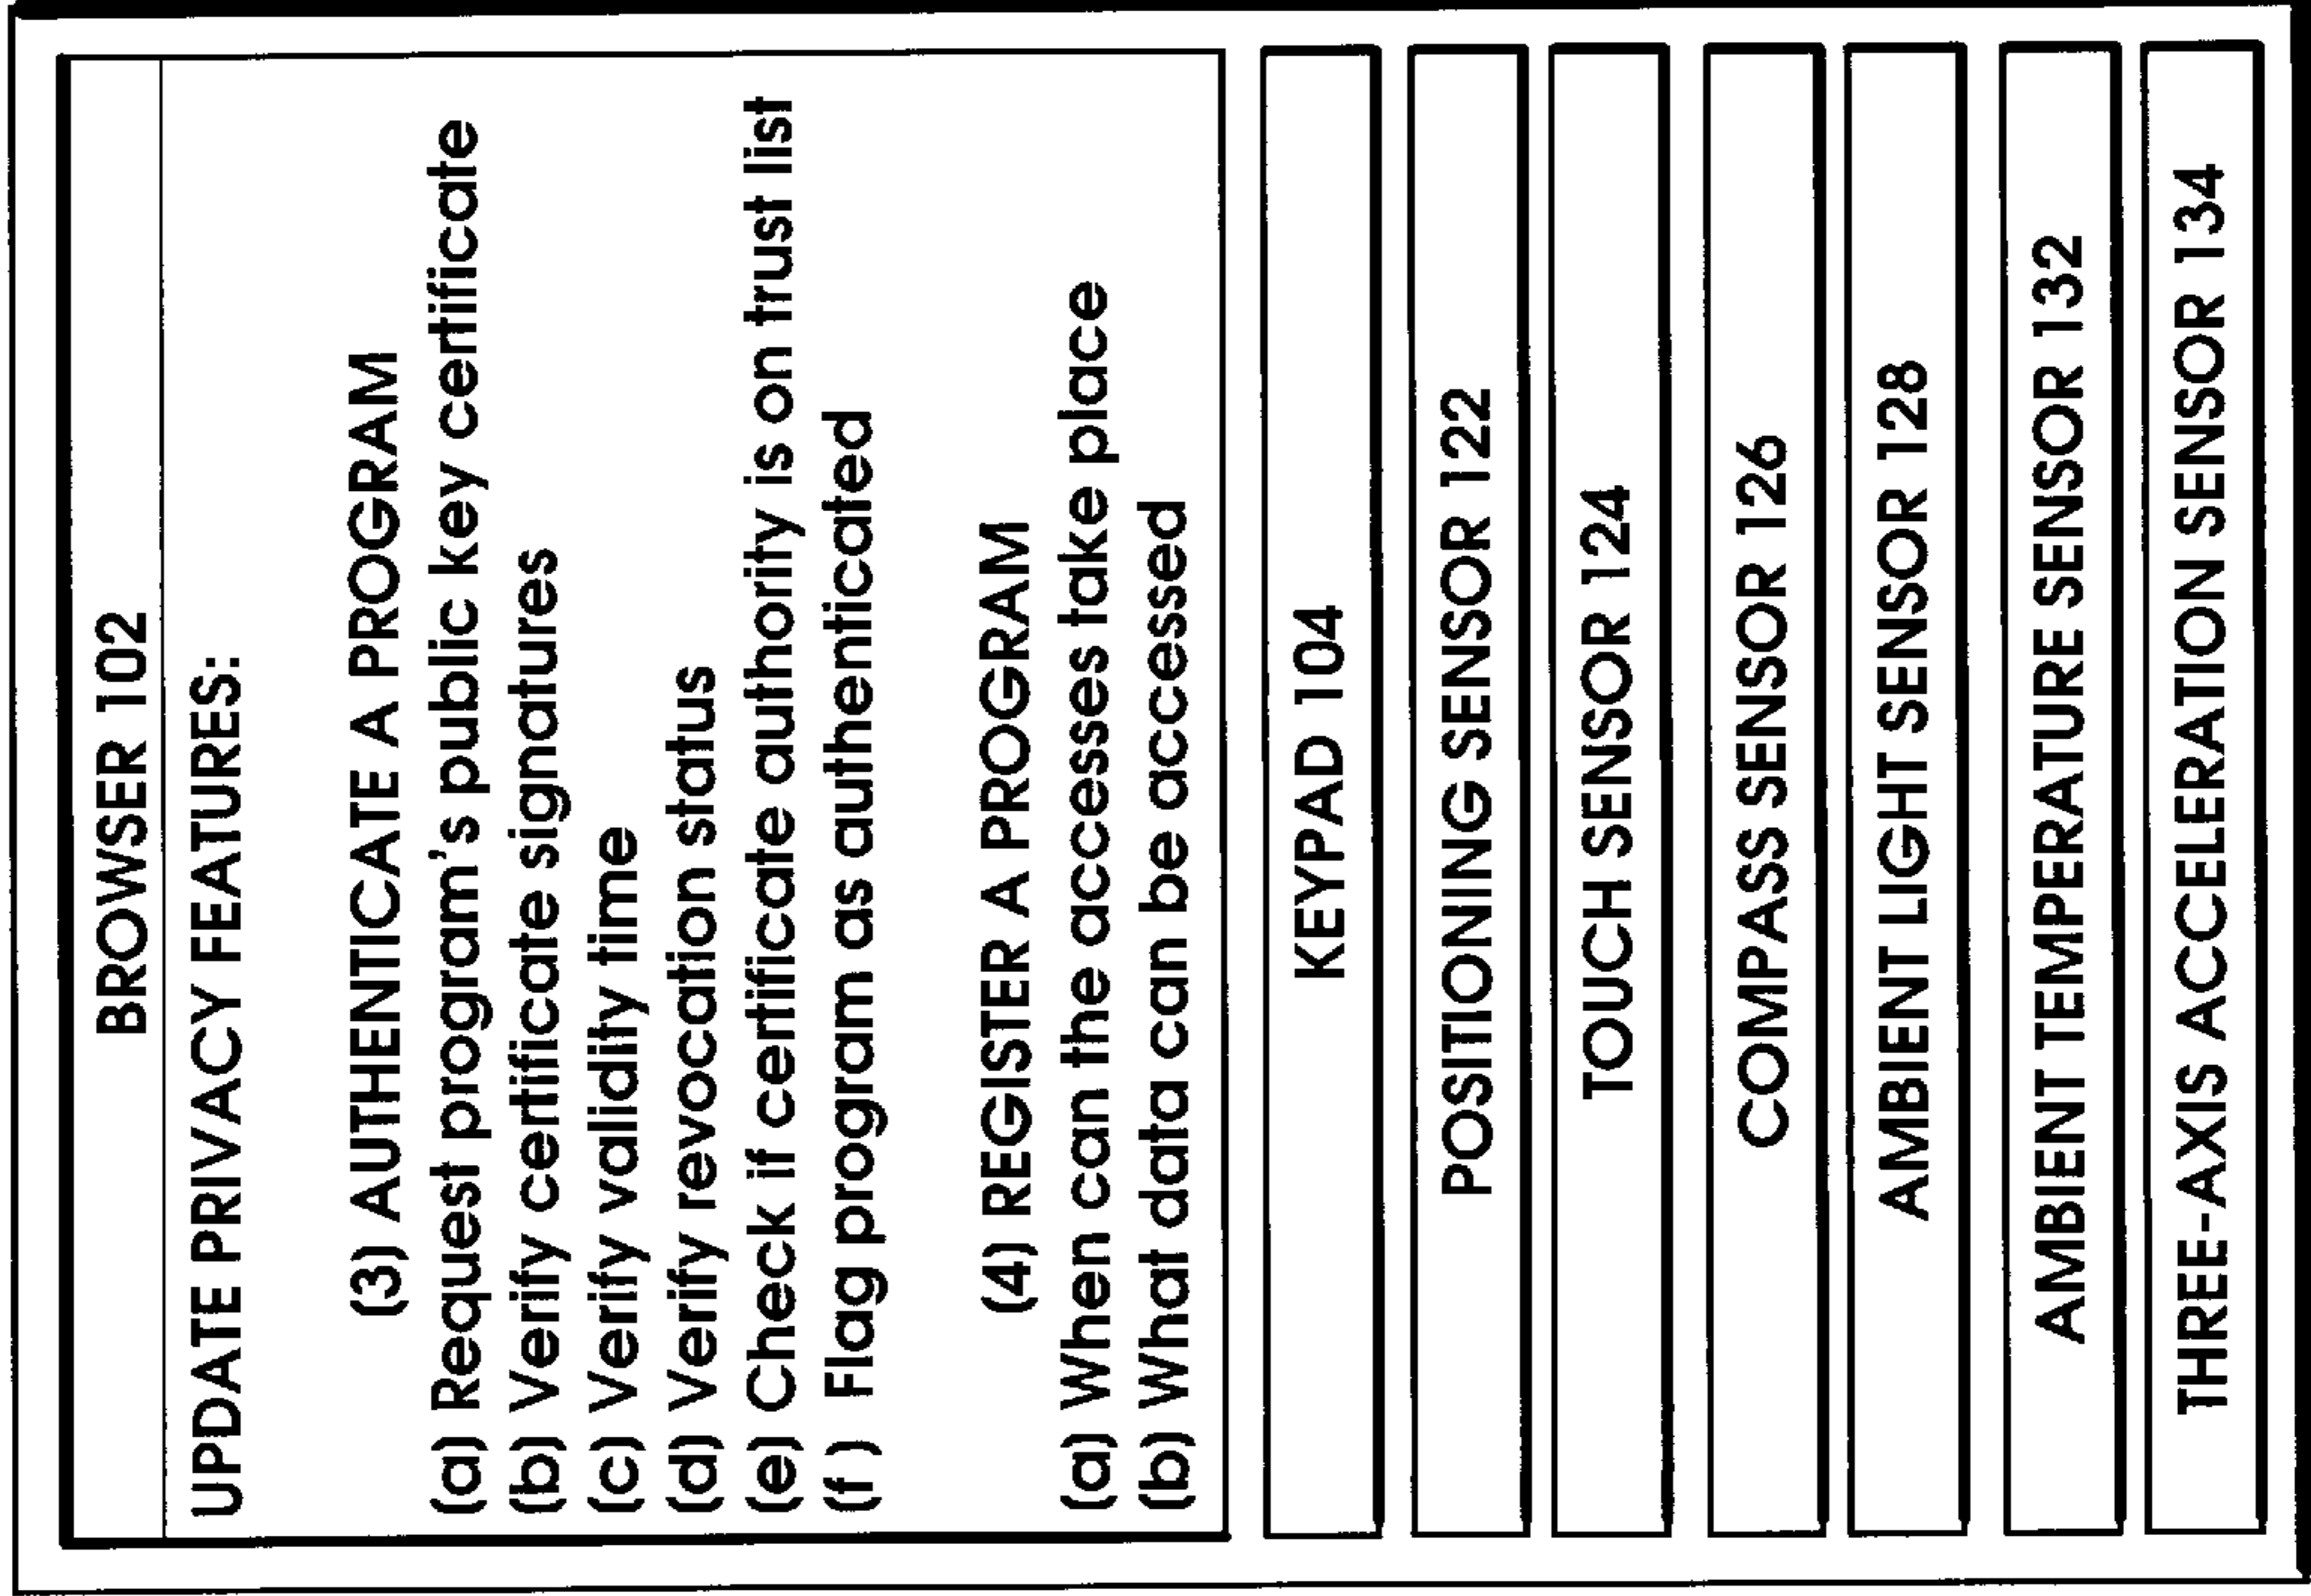 BROWSER 102
UPDATE PRIVACY FEATURES:
(3) AUTHENTICATE A PROGRAM
(a) Request program's public key certificate
(b) Verify certificate signatures
(c) Verify validity time
(d) Verify revocation status
(e) Check if certificate authority is on trust list
(f ) Flag program as authenticated
(4) REGISTER A PROGRAM
(a) When can the accesses take place
(b) What data can be accessed
KEYPAD 104
POSITIONING SENSOR 122
TOUCH SENSOR 124
COMPASS SENSOR 126
AMBIENT LIGHT SENSOR 128
AMBIENT TEMPERATURE SENSOR 132
THREE-AXIS ACCELERATION SENSOR 134